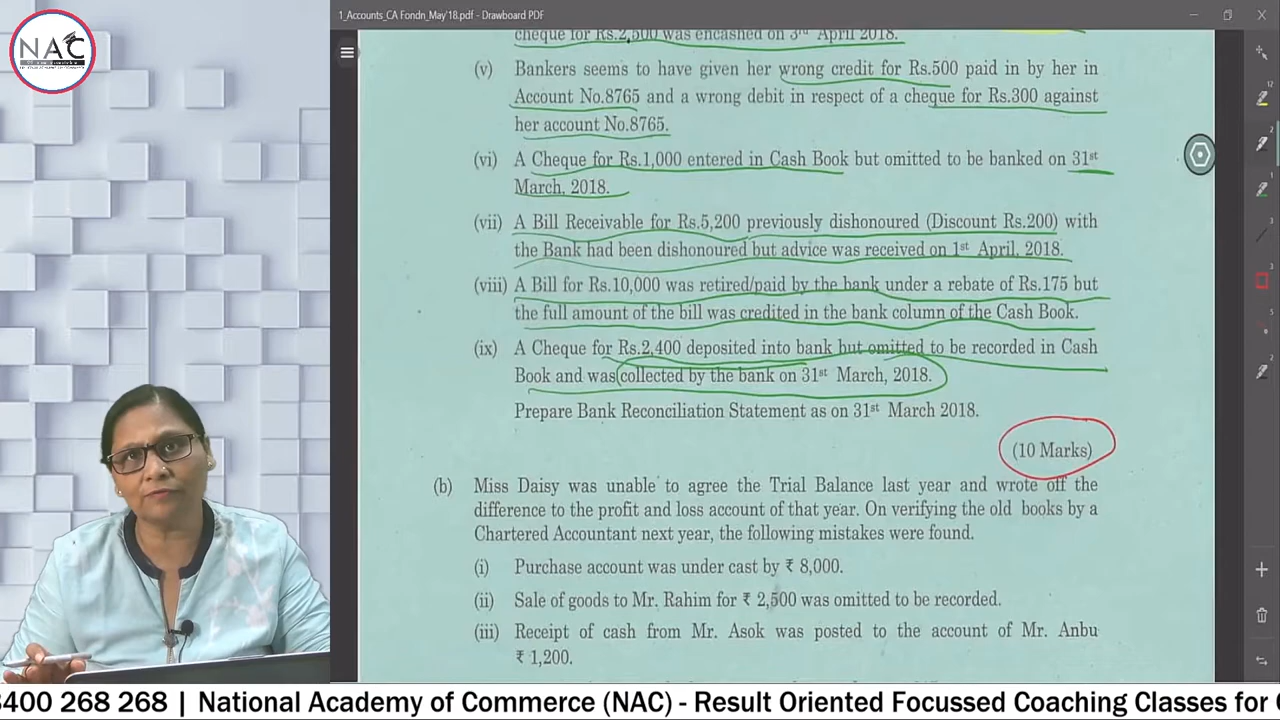 1_Accounts_CA Fondn_May'18.pdf - Drawboard PDF
NAC
cheque for Rs.2,500 was encashed on 3rd April 2018.
(v) Bankers seems to have given her wrong credit for Rs.500 paid in by her in
Account No.8765 and a wrong debit in respect of a cheque for Rs.300 against
her account No.8765.
(vi) A Cheque for Rs.1,000 entered in Cash Book but omitted to be banked on 31st
March, 2018.
(vii) A Bill Receivable for Rs.5,200 previously dishonoured (Discount Rs.200) with
the Bank had been dishonoured but advice was received on 1st April, 2018.
(viii) A Bill for Rs.10,000 was retired/paid by the bank under a rebate of Rs.175 but
the full amount of the bill was credited in the bank column of the Cash Book.
(ix) A Cheque for Rs.2,400 deposited into bank but omitted to be recorded in Cash
Book and was collected by the bank on 31st March, 2018.
Prepare Bank Reconciliation Statement as on 31st March 2018.
(10 Marks)
(b) Miss Daisy was unable to agree the Trial Balance last year and wrote off the
difference to the profit and loss account of that year. On verifying the old books by a
Chartered Accountant next year, the following mistakes were found.
(i) Purchase account was under cast by ₹ 8,000.
(ii) Sale of goods to Mr. Rahim for ₹ 2,500 was omitted to be recorded.
(iii) Receipt of cash from Mr. Asok was posted to the account of Mr. Anbu
₹ 1,200.
8400 268 268 | National Academy of Commerce (NAC) - Result Oriented Focussed Coaching Classes for